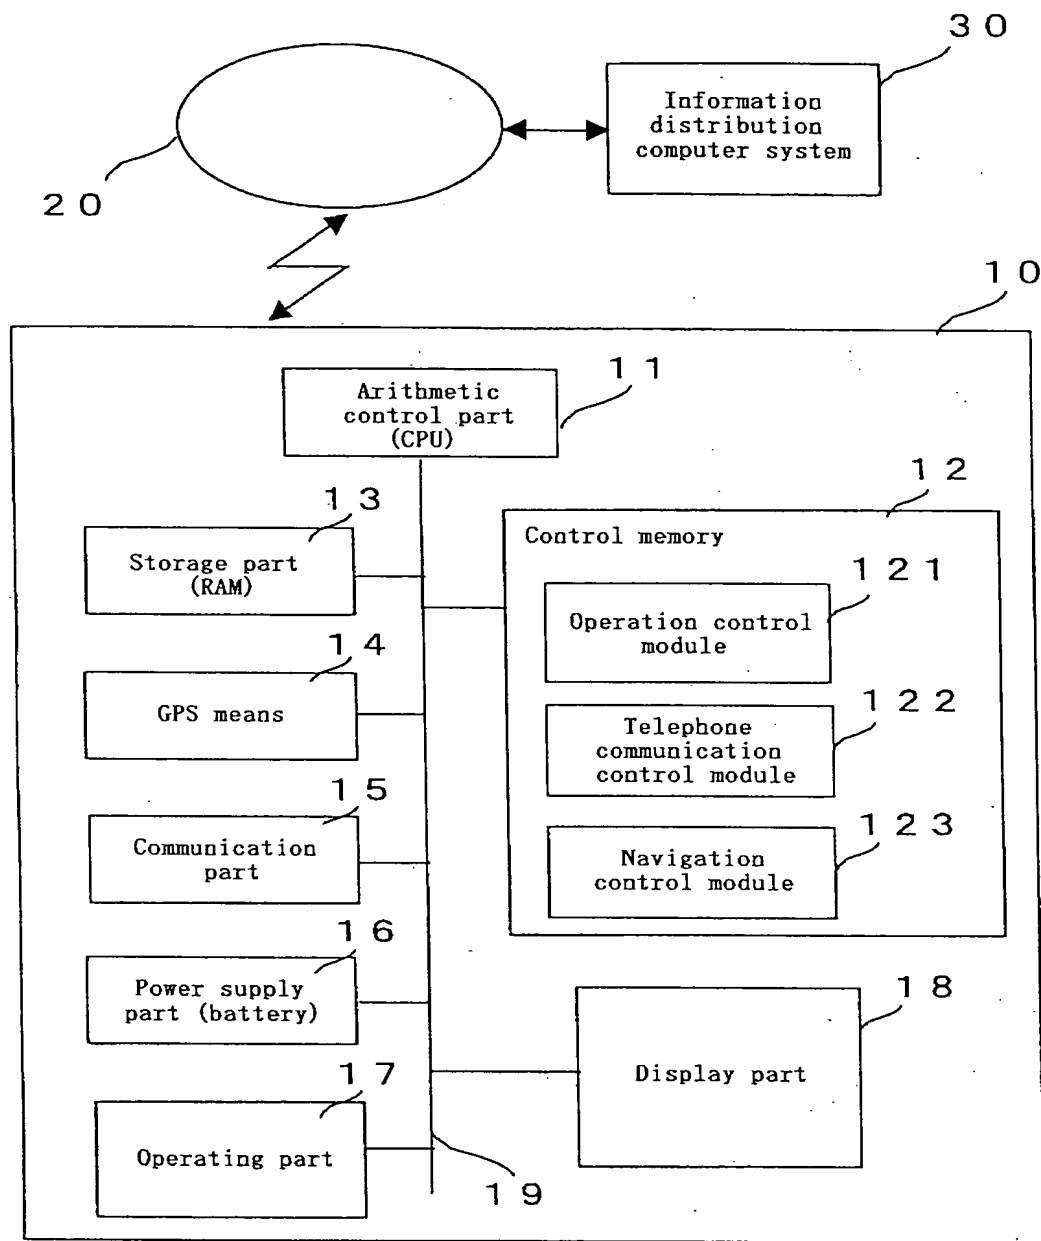 30
Information
distribution
computer system
20
10
11
Arithmetic
control part
(CPU)
13
Storage part
(RAM)
12
Control memory
121
Operation control
module
14
GPS means
122
Telephone
communication
control module
15
Communication
part
123
Navigation
control module
16
Power supply
part (battery)
18
Display part
17
Operating part
19